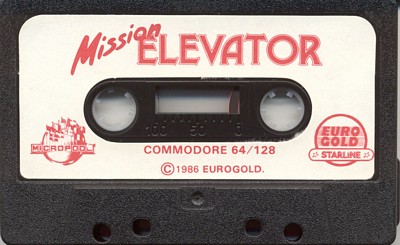 Mission ELEVATOR
100 50 0
COMMODORE 64/128
©1986 EUROGOLD.
MICROPOOL
EURO
GOLD
STARLINE